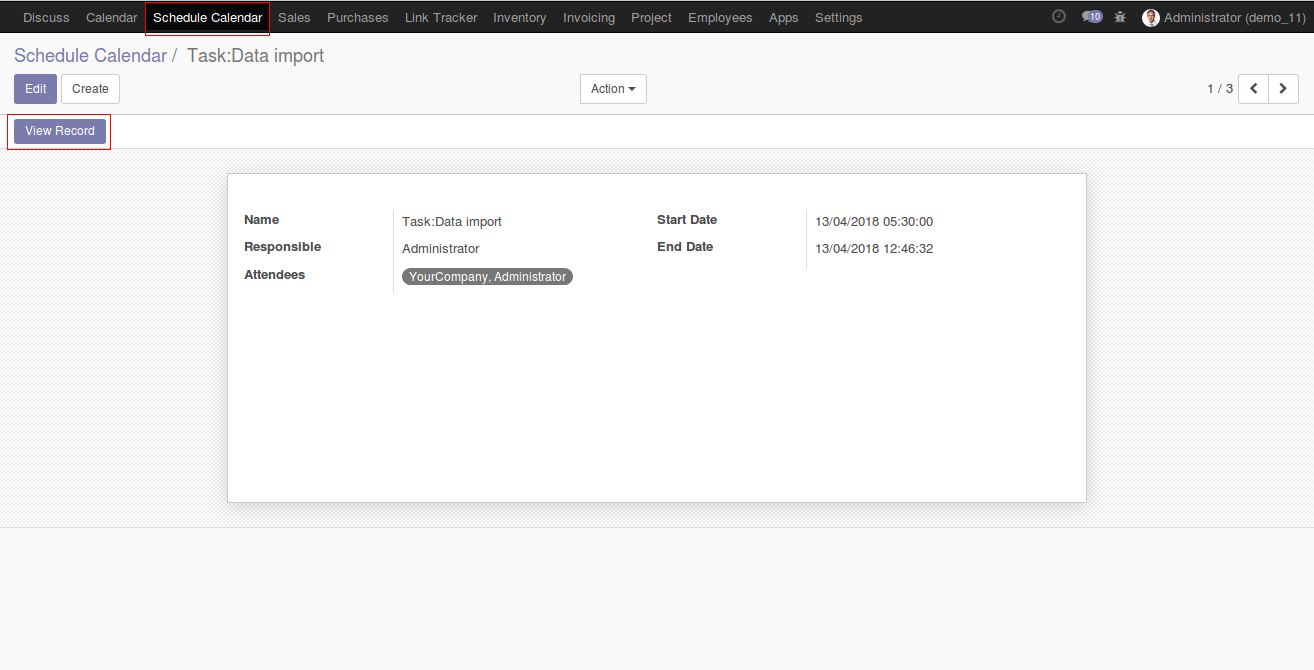 Discuss Calendar Schedule Calendar Sales Purchases Link Tracker Inventory Invoicing Project Employees Apps Settings 10 Administrator (demo_11)
Schedule Calendar / Task:Data import
Edit Create Action 1 / 3
View Record
Name Task:Data import Start Date 13/04/2018 05:30:00
Responsible Administrator End Date 13/04/2018 12:46:32
Attendees YourCompany, Administrator